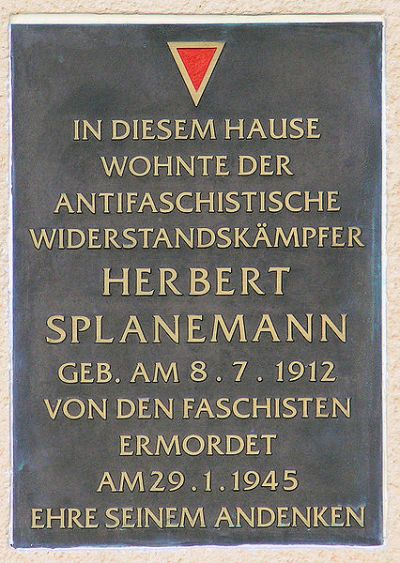 IN DIESEM HAUSE
WOHNTE DER
ANTIFASCHISTISCHE
WIDERSTANDSKÄMPFER
HERBERT
SPLANEMANN
GEB. AM 8.7.1912
VON DEN FASCHISTEN
ERMORDET
AM 29.1.1945
EHRE SEINEM ANDENKEN